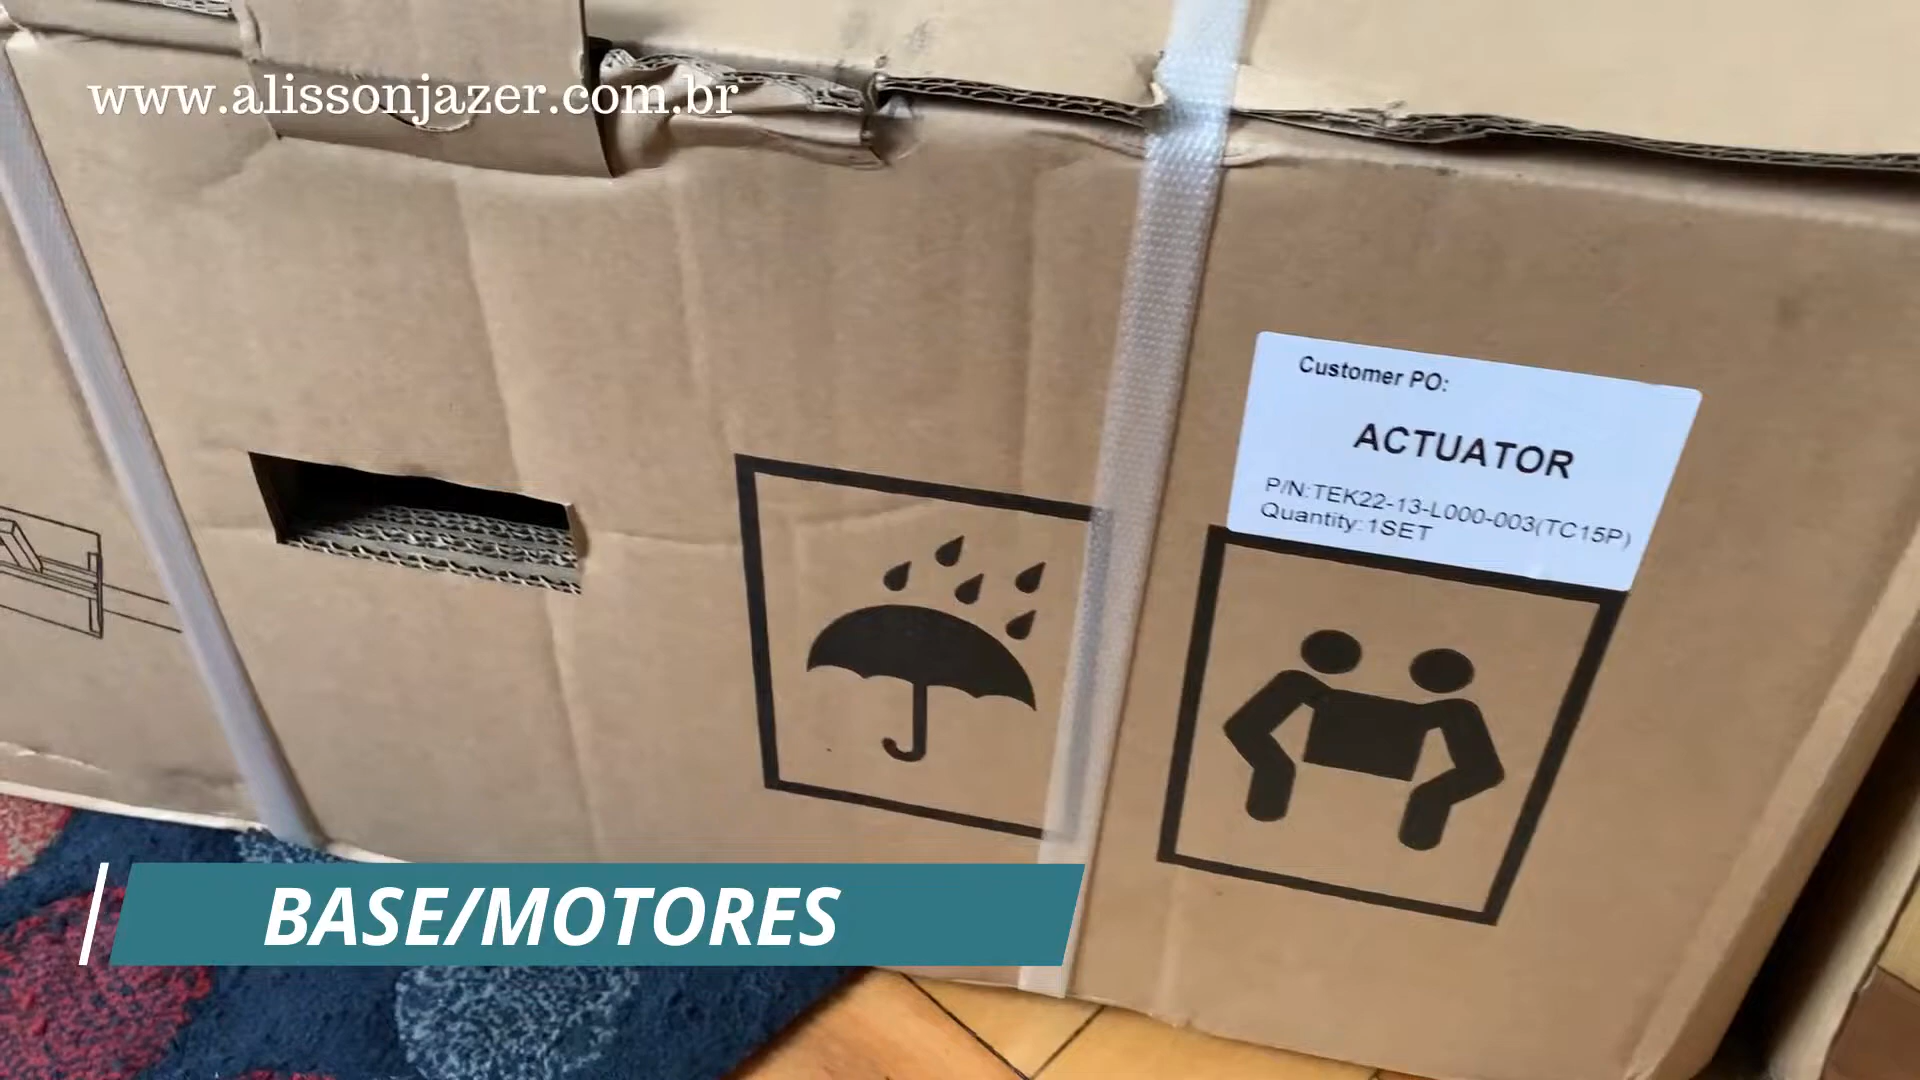 www.alissonjazer.com.br
Customer PO:
ACTUATOR
P/N:TEK22-13-L000-003(TC15P)
Quantity:1SET
BASE/MOTORES